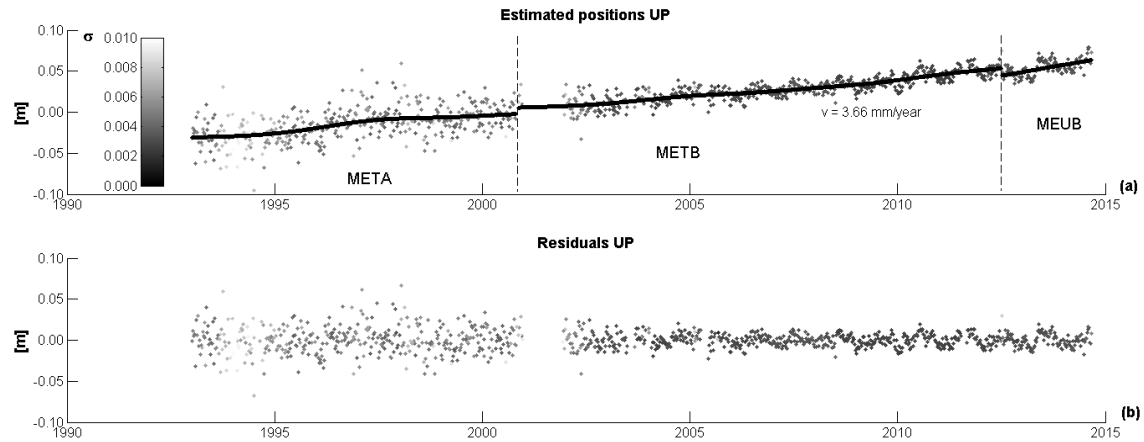 Estimated positions UP
σ
0.010
0.008
0.006
0.004
0.002
0.000
0.10
0.05
0.00
-0.05
-0.10
[m]
META
METB
MEUB
v = 3.66 mm/year
(a)
1990 1995 2000 2005 2010 2015
Residuals UP
0.10
0.05
0.00
-0.05
-0.10
[m]
(b)
1990 1995 2000 2005 2010 2015